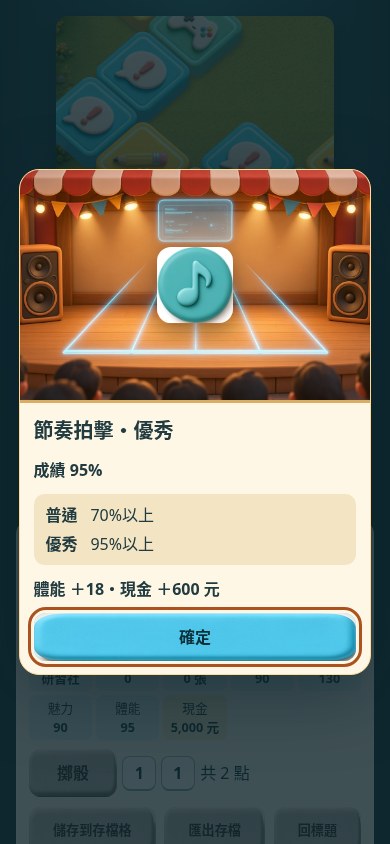 節奏拍擊・優秀
成績 95%
普通 70%以上
優秀 95%以上
體能 ＋18・現金 ＋600 元
確定
研習社 0 0 張 90 130
魅力 體能 現金
90 95 5,000 元
擲骰 1 1 共 2 點
儲存到存檔格 匯出存檔 回標題